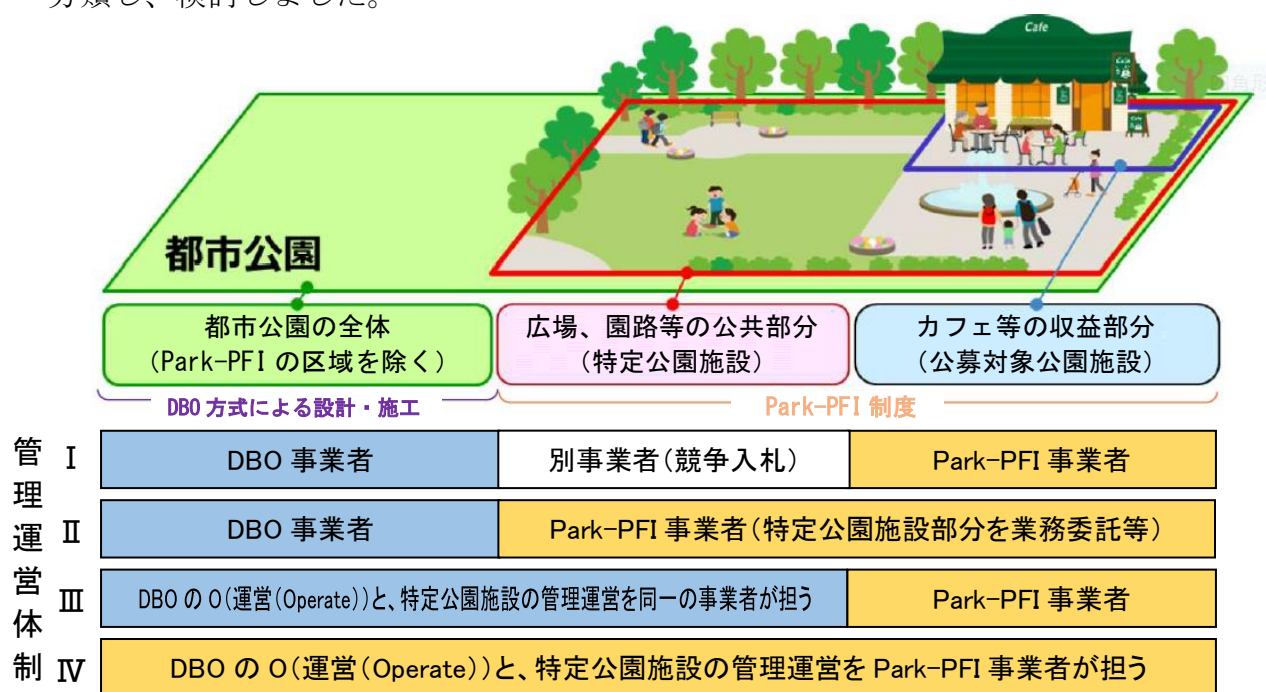 分類し、検討しました。
Cafe
都市公園
都市公園の全体
(Park-PFI の区域を除く)
広場、園路等の公共部分
(特定公園施設)
カフェ等の収益部分
(公募対象公園施設)
DBO 方式による設計・施工
Park-PFI 制度
管理運営体制
Ⅰ
DBO 事業者
別事業者(競争入札)
Park-PFI 事業者
Ⅱ
DBO 事業者
Park-PFI 事業者(特定公園施設部分を業務委託等)
Ⅲ
DBO の O(運営(Operate))と、特定公園施設の管理運営を同一の事業者が担う
Park-PFI 事業者
Ⅳ
DBO の O(運営(Operate))と、特定公園施設の管理運営を Park-PFI 事業者が担う